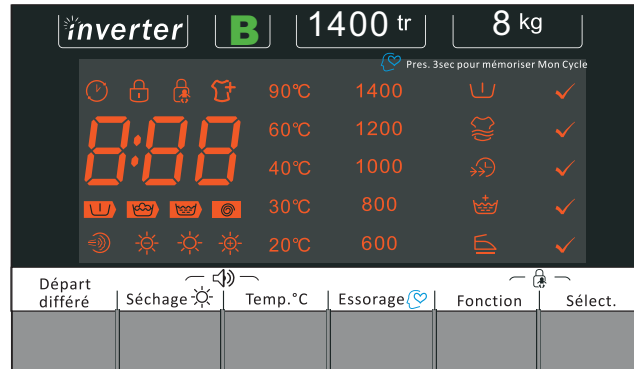 inverter B 1400 tr 8 kg
Pres. 3sec pour mémoriser Mon Cycle
90°C 1400
8:88 60°C 1200
40°C 1000
30°C 800
20°C 600
Départ différé Séchage Temp.°C Essorage Fonction Sélect.